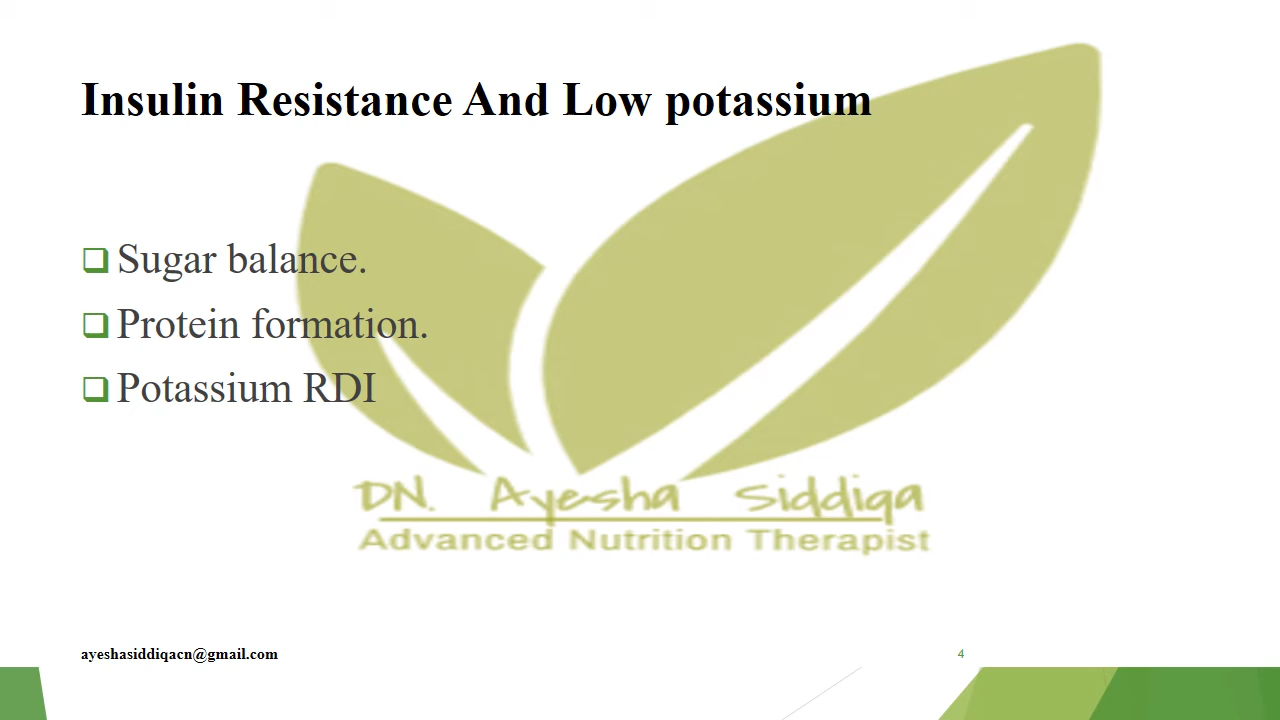 Insulin Resistance And Low potassium
Sugar balance.
Protein formation.
Potassium RDI
DN. Ayesha Siddiqa
Advanced Nutrition Therapist
ayeshasiddiqacn@gmail.com
4